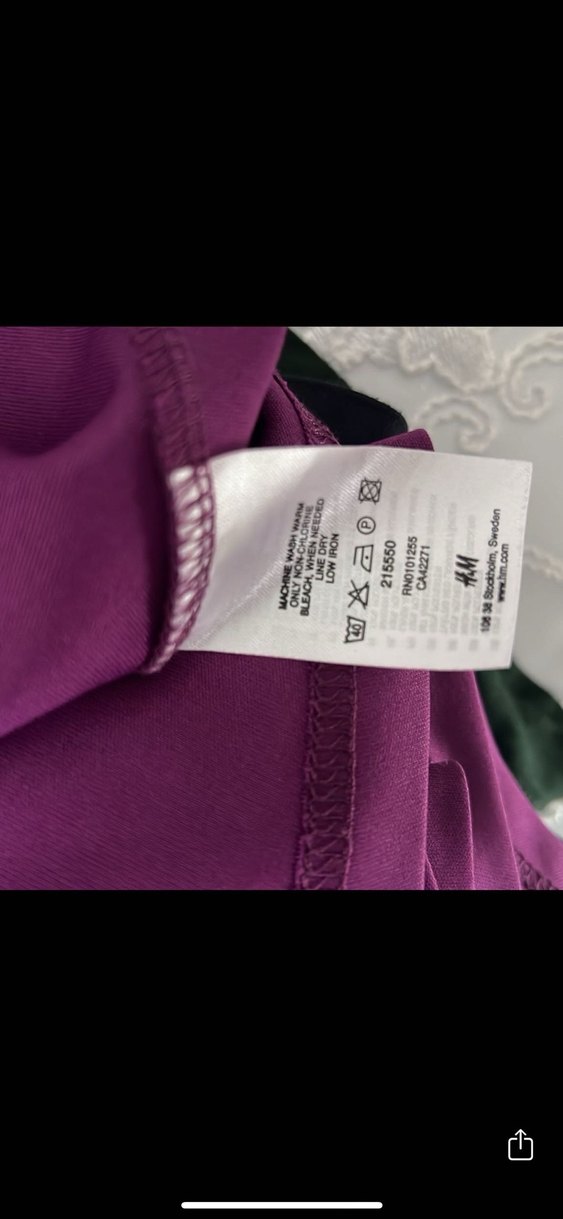 MACHINE WASH WARM
ONLY NON-CHLORINE
BLEACH, WHEN NEEDED
LINE DRY
LOW IRON
40 P
215550
RN0101255
CA42271
H&M
106 38 Stockholm, Sweden
www.hm.com